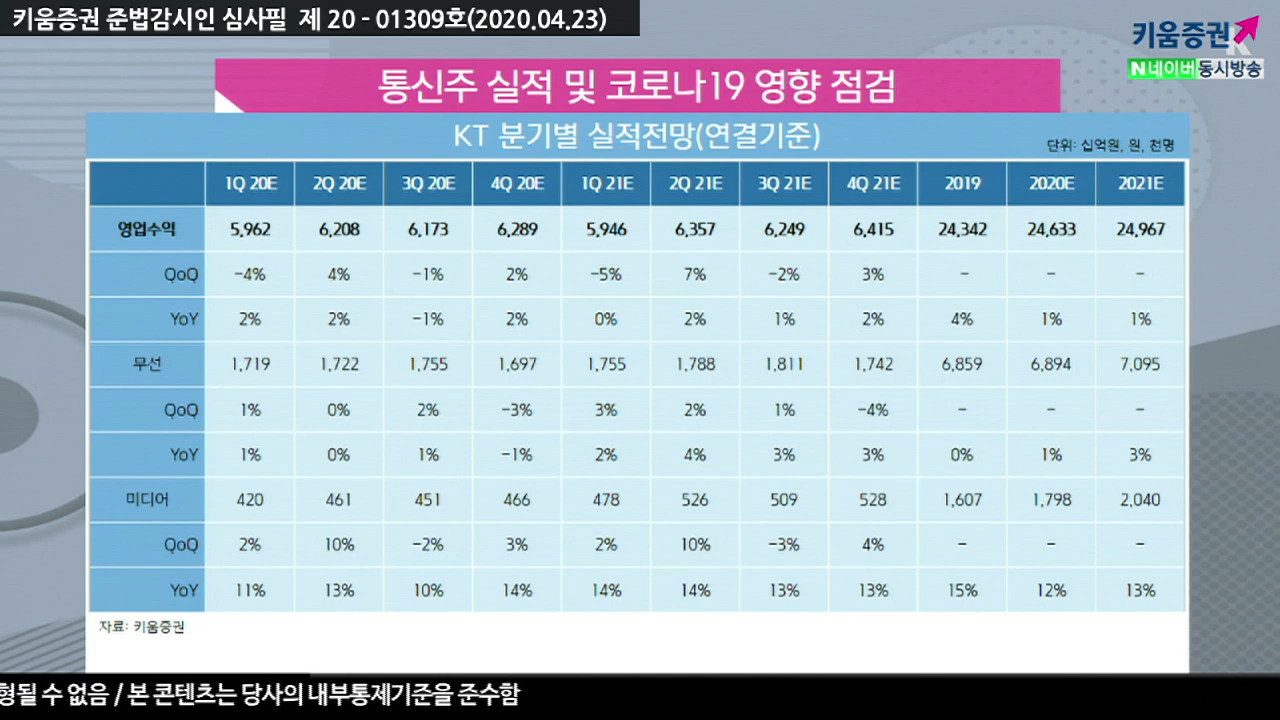 키움증권 준법감시인 심사필 제 20 - 01309호(2020.04.23)
키움증권
N 네이버 동시방송
통신주 실적 및 코로나19 영향 점검
KT 분기별 실적전망(연결기준)
단위: 십억원, 원, 천명
1Q 20E 2Q 20E 3Q 20E 4Q 20E 1Q 21E 2Q 21E 3Q 21E 4Q 21E 2019 2020E 2021E
영업수익 5,962 6,208 6,173 6,289 5,946 6,357 6,249 6,415 24,342 24,633 24,967
QoQ -4% 4% -1% 2% -5% 7% -2% 3% - - -
YoY 2% 2% -1% 2% 0% 2% 1% 2% 4% 1% 1%
무선 1,719 1,722 1,755 1,697 1,755 1,788 1,811 1,742 6,859 6,894 7,095
QoQ 1% 0% 2% -3% 3% 2% 1% -4% - - -
YoY 1% 0% 1% -1% 2% 4% 3% 3% 0% 1% 3%
미디어 420 461 451 466 478 526 509 528 1,607 1,798 2,040
QoQ 2% 10% -2% 3% 2% 10% -3% 4% - - -
YoY 11% 13% 10% 14% 14% 14% 13% 13% 15% 12% 13%
자료: 키움증권
형될 수 없음 / 본 콘텐츠는 당사의 내부통제기준을 준수함